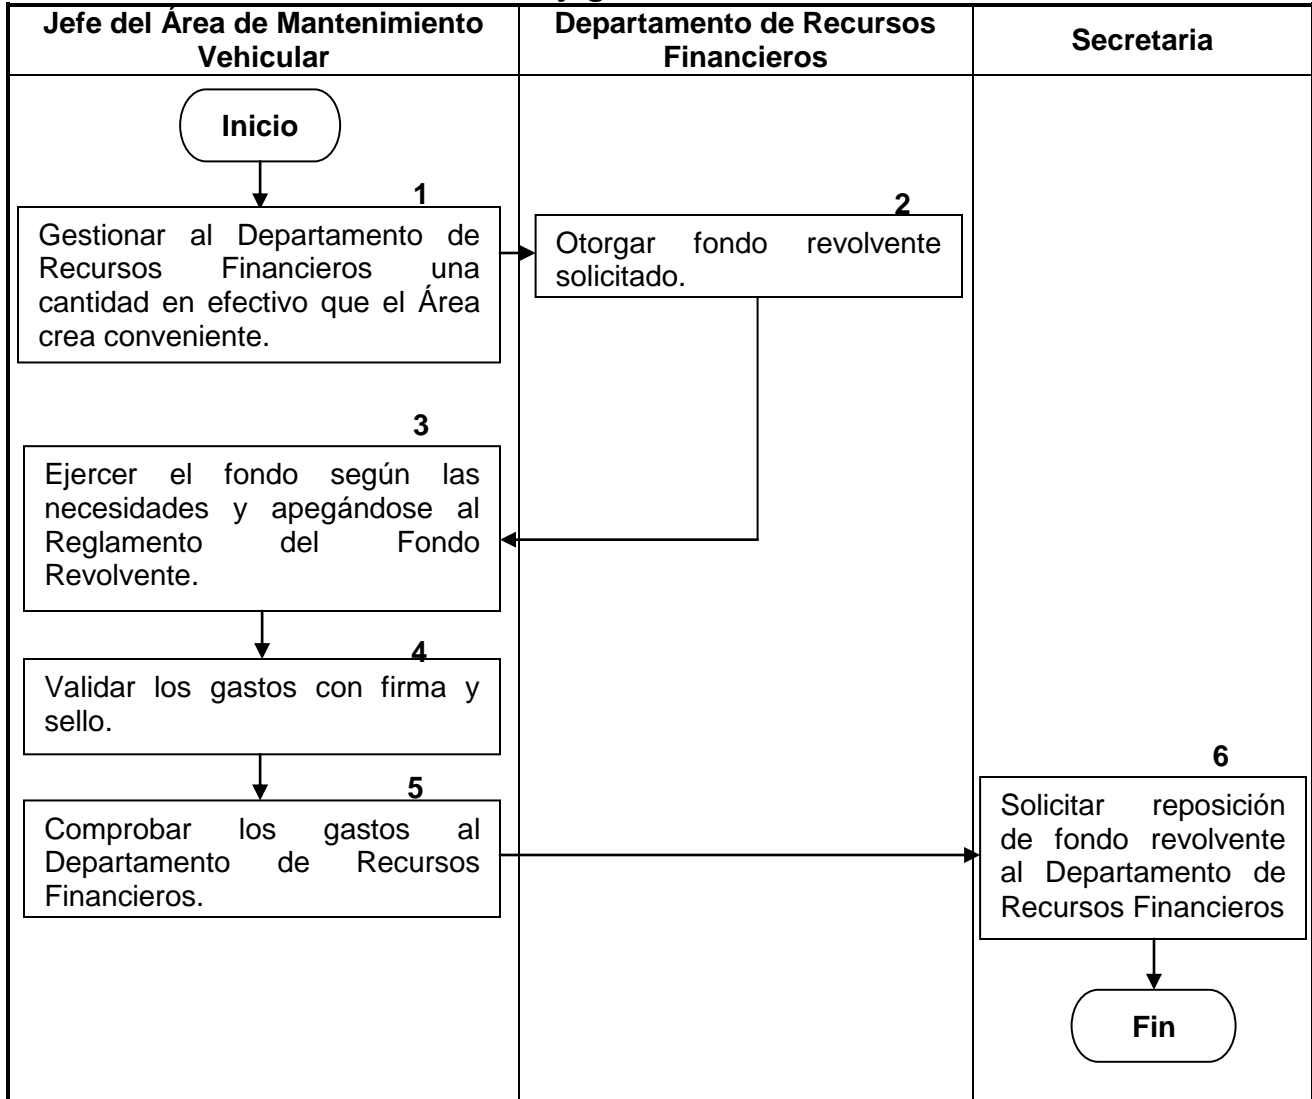 Jefe del Área de Mantenimiento
Vehicular
Departamento de Recursos
Financieros
Secretaria
Inicio
1
Gestionar al Departamento de
Recursos Financieros una
cantidad en efectivo que el Área
crea conveniente.
2
Otorgar fondo revolvente
solicitado.
3
Ejercer el fondo según las
necesidades y apegándose al
Reglamento del Fondo
Revolvente.
4
Validar los gastos con firma y
sello.
5
Comprobar los gastos al
Departamento de Recursos
Financieros.
6
Solicitar reposición
de fondo revolvente
al Departamento de
Recursos Financieros
Fin